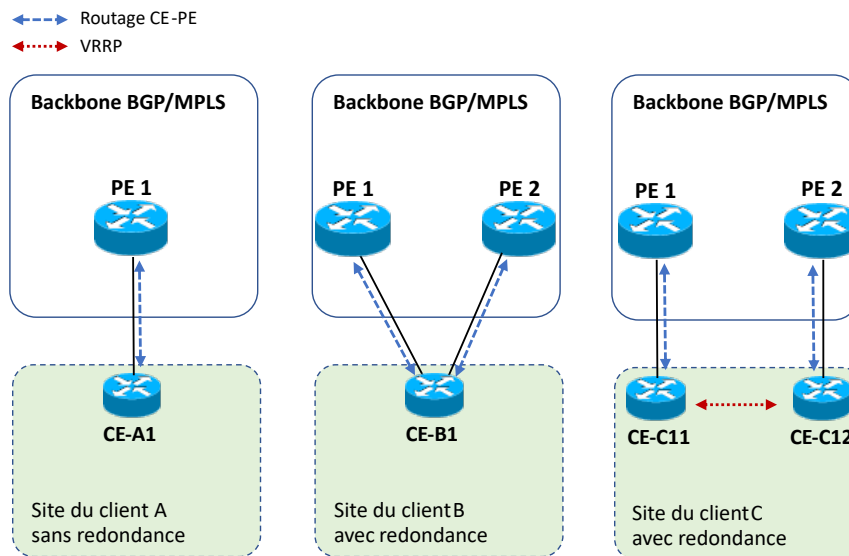 Routage CE-PE
VRRP
Backbone BGP/MPLS
PE 1
CE-A1
Site du client A
sans redondance
Backbone BGP/MPLS
PE 1
PE 2
CE-B1
Site du client B
avec redondance
Backbone BGP/MPLS
PE 1
PE 2
CE-C11
CE-C12
Site du client C
avec redondance